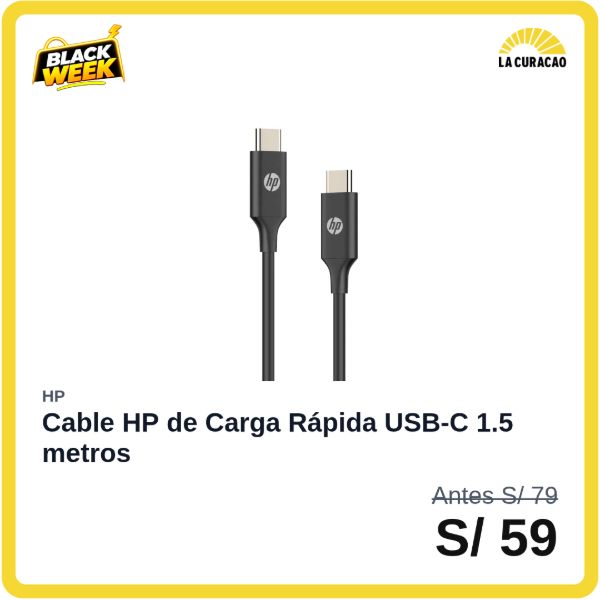 BLACK
WEEK
LA CURACAO
hp
hp
HP
Cable HP de Carga Rápida USB-C 1.5
metros
Antes S/ 79
S/ 59